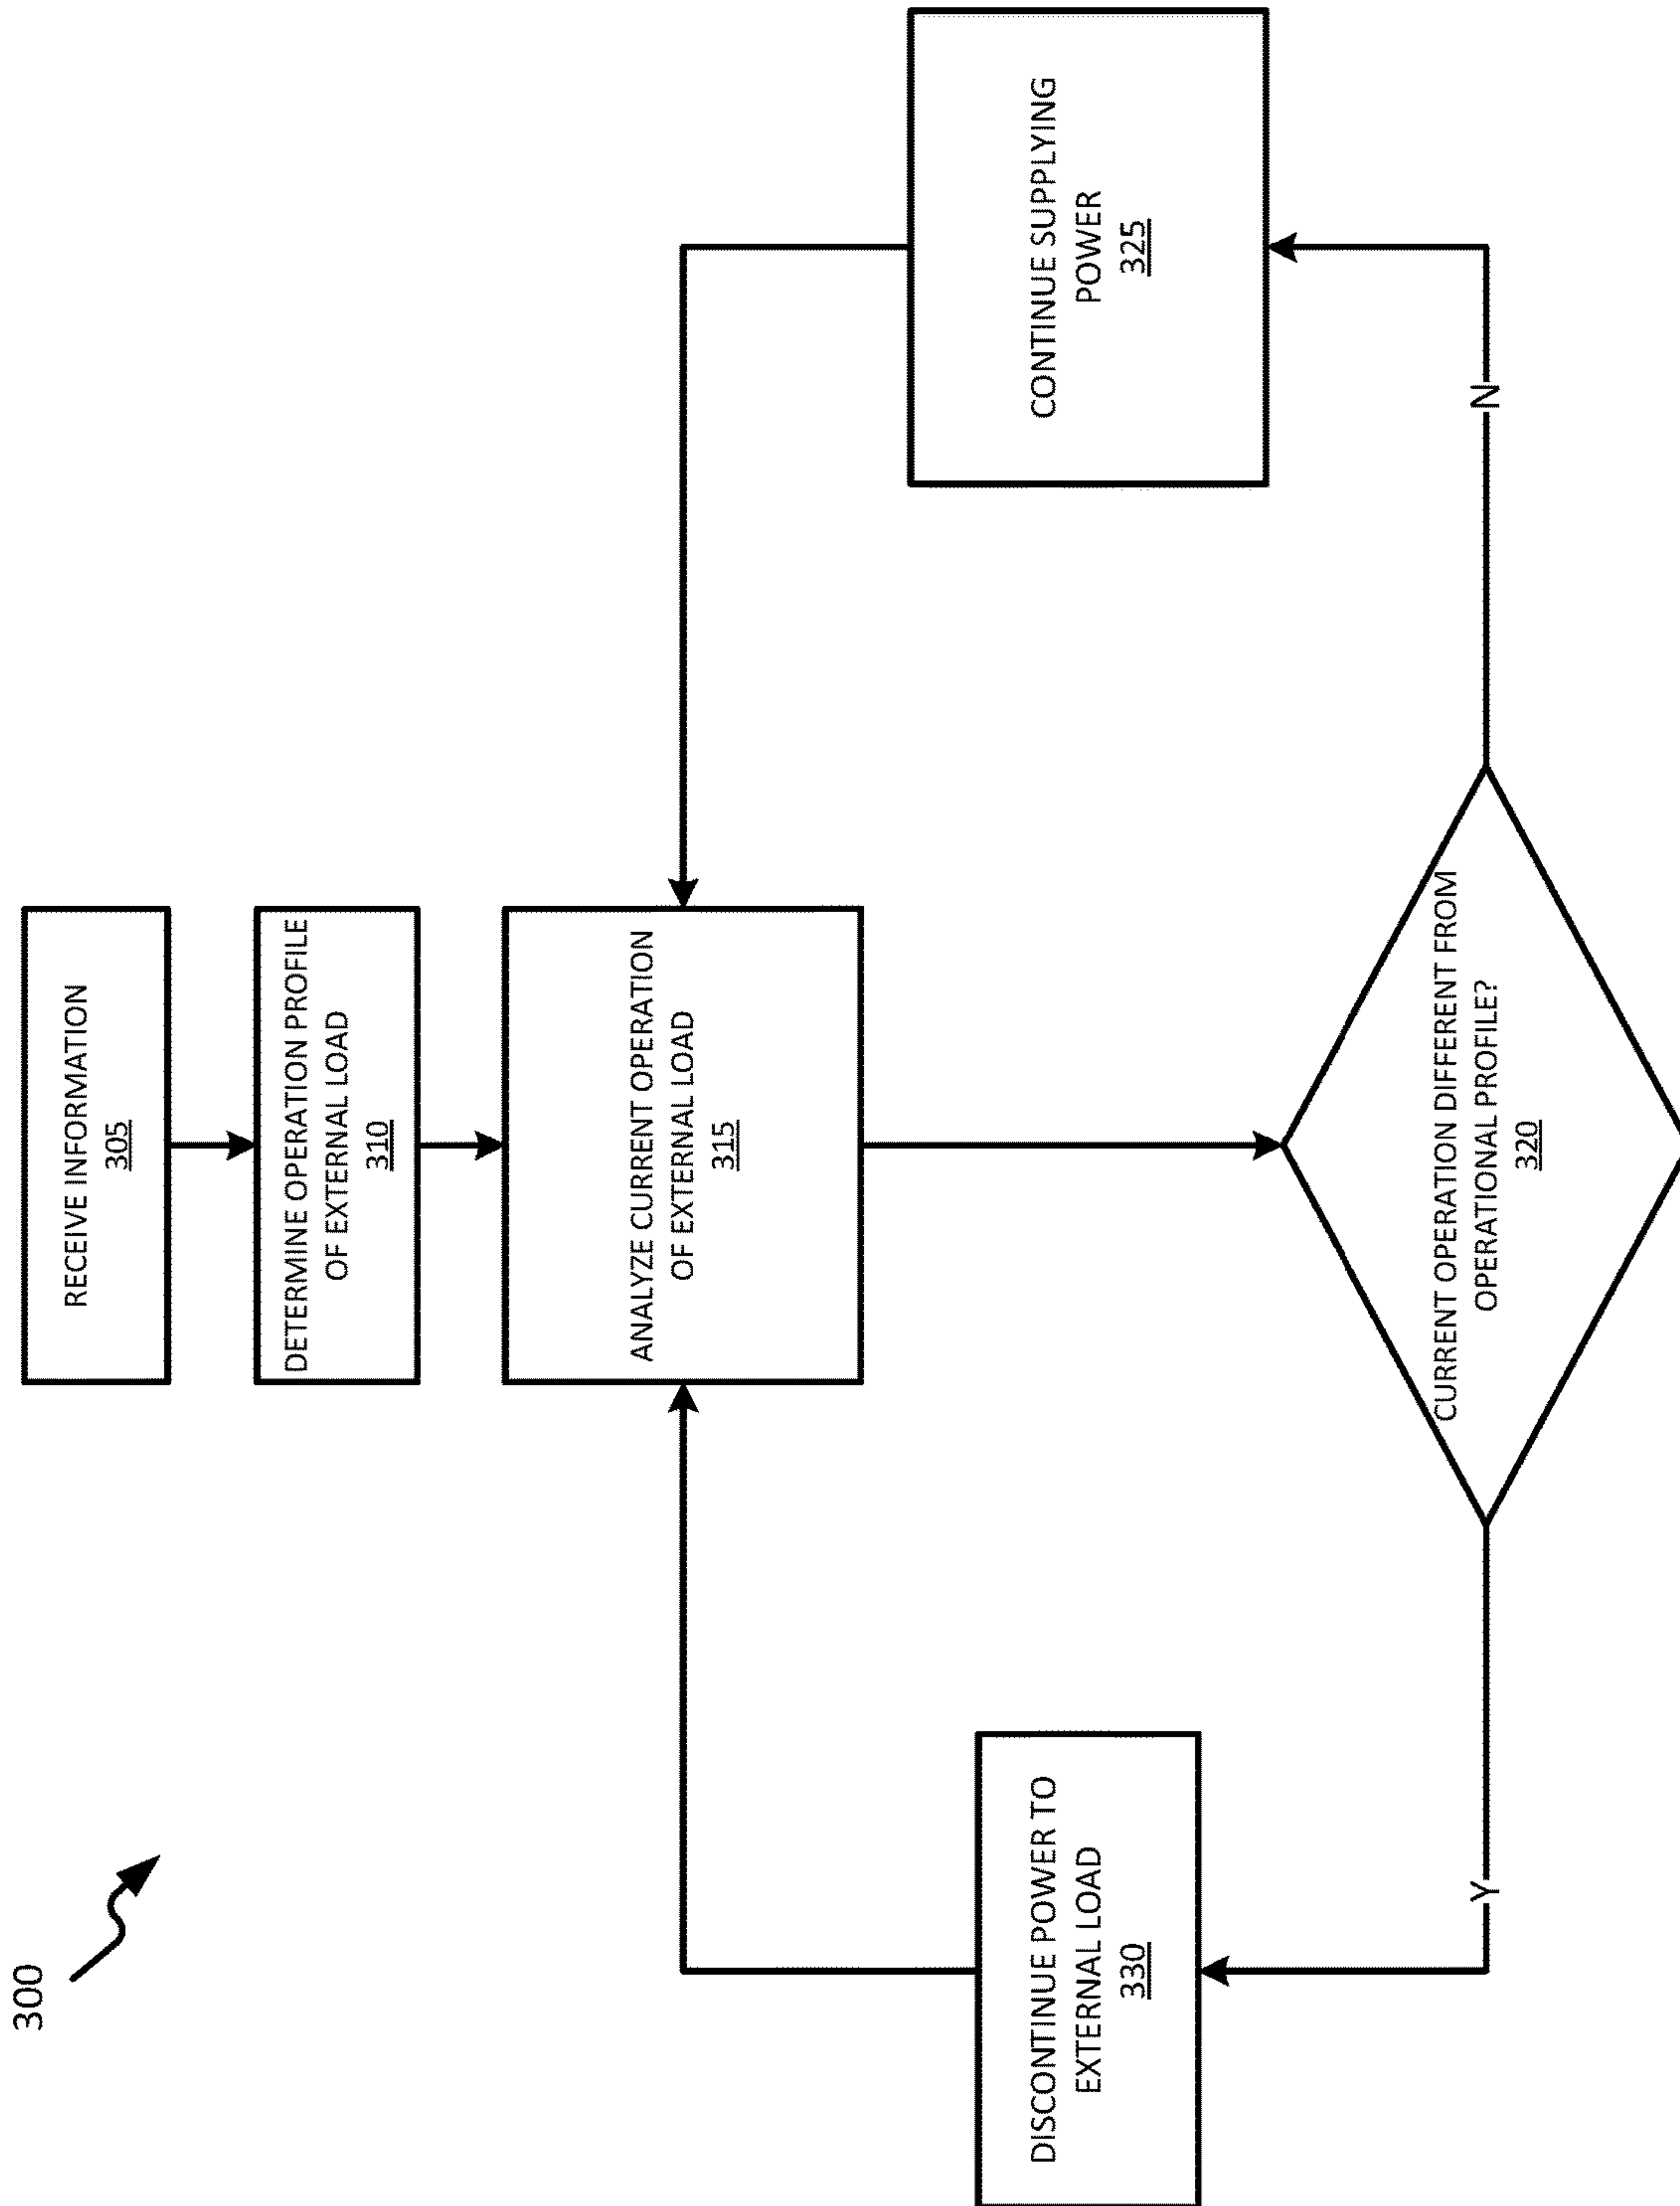 300
RECEIVE INFORMATION
305
DETERMINE OPERATION PROFILE
OF EXTERNAL LOAD
310
ANALYZE CURRENT OPERATION
OF EXTERNAL LOAD
315
CURRENT OPERATION DIFFERENT FROM
OPERATIONAL PROFILE?
320
Y
N
DISCONTINUE POWER TO
EXTERNAL LOAD
330
CONTINUE SUPPLYING
POWER
325